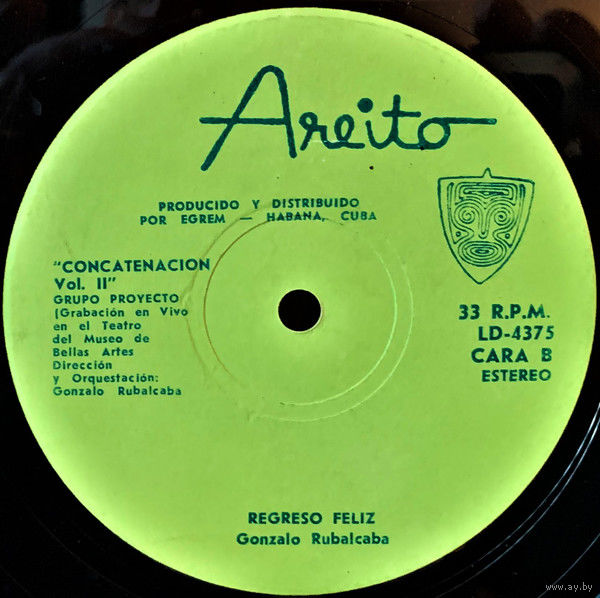 Areito
PRODUCIDO Y DISTRIBUIDO
POR EGREM — HABANA, CUBA
"CONCATENACION
Vol. II"
GRUPO PROYECTO
(Grabación en Vivo
en el Teatro
del Museo de
Bellas Artes
Dirección
y Orquestación:
Gonzalo Rubalcaba
33 R.P.M.
LD-4375
CARA B
ESTEREO
REGRESO FELIZ
Gonzalo Rubalcaba
www.ay.by